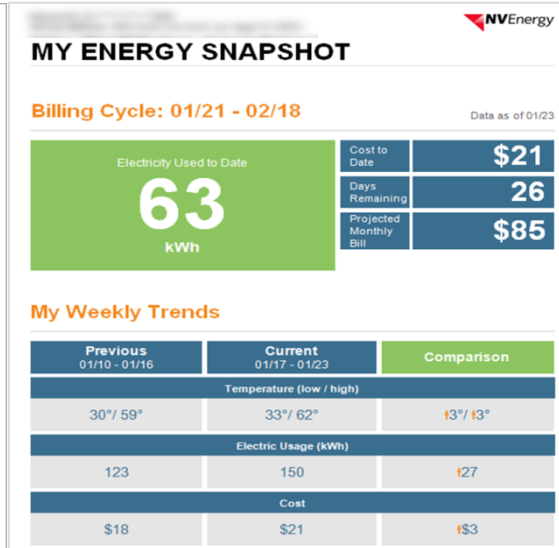 NVEnergy
MY ENERGY SNAPSHOT
Billing Cycle: 01/21 - 02/18
Data as of 01/23
Electricity Used to Date
63
kWh
Cost to
Date
$21
Days
Remaining
26
Projected
Monthly
Bill
$85
My Weekly Trends
Previous
01/10 - 01/16
Current
01/17 - 01/23
Comparison
Temperature (low / high)
30°/ 59°
33°/ 62°
↑3°/ ↑3°
Electric Usage (kWh)
123
150
↑27
Cost
$18
$21
↑$3